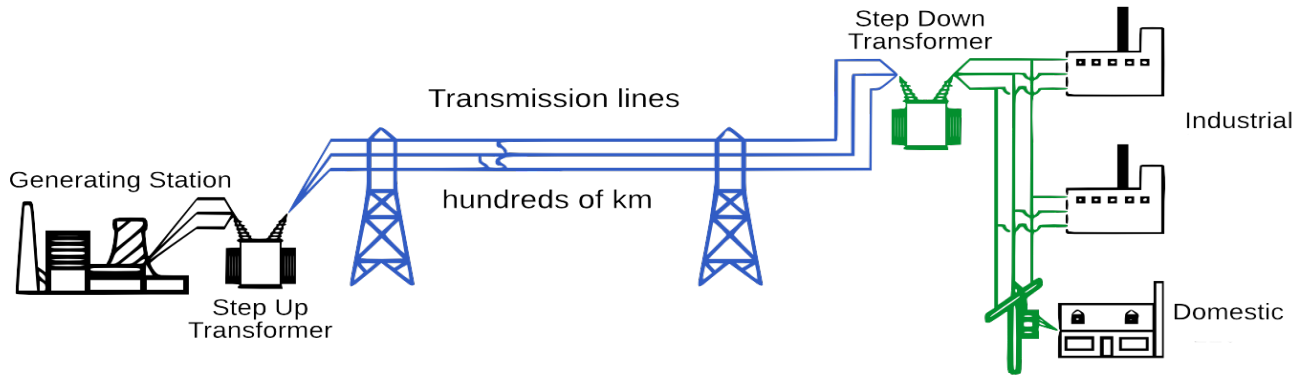 Step Down
Transformer
Transmission lines
Industrial
Generating Station
hundreds of km
Step Up
Transformer
Domestic